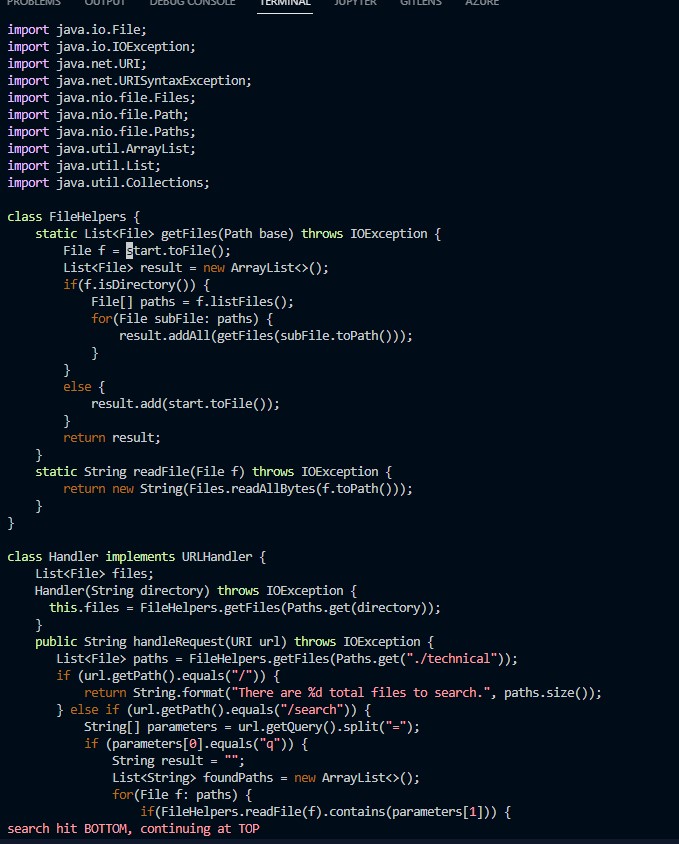 PROBLEMS OUTPUT DEBUG CONSOLE TERMINAL JUPYTER GITLENS AZURE
import java.io.File;
import java.io.IOException;
import java.net.URI;
import java.net.URISyntaxException;
import java.nio.file.Files;
import java.nio.file.Path;
import java.nio.file.Paths;
import java.util.ArrayList;
import java.util.List;
import java.util.Collections;

class FileHelpers {
    static List<File> getFiles(Path base) throws IOException {
        File f = start.toFile();
        List<File> result = new ArrayList<>();
        if(f.isDirectory()) {
            File[] paths = f.listFiles();
            for(File subFile: paths) {
                result.addAll(getFiles(subFile.toPath()));
            }
        }
        else {
            result.add(start.toFile());
        }
        return result;
    }
    static String readFile(File f) throws IOException {
        return new String(Files.readAllBytes(f.toPath()));
    }
}

class Handler implements URLHandler {
    List<File> files;
    Handler(String directory) throws IOException {
      this.files = FileHelpers.getFiles(Paths.get(directory));
    }
    public String handleRequest(URI url) throws IOException {
       List<File> paths = FileHelpers.getFiles(Paths.get("./technical"));
       if (url.getPath().equals("/")) {
           return String.format("There are %d total files to search.", paths.size());
       } else if (url.getPath().equals("/search")) {
           String[] parameters = url.getQuery().split("=");
           if (parameters[0].equals("q")) {
               String result = "";
               List<String> foundPaths = new ArrayList<>();
               for(File f: paths) {
                   if(FileHelpers.readFile(f).contains(parameters[1])) {
search hit BOTTOM, continuing at TOP